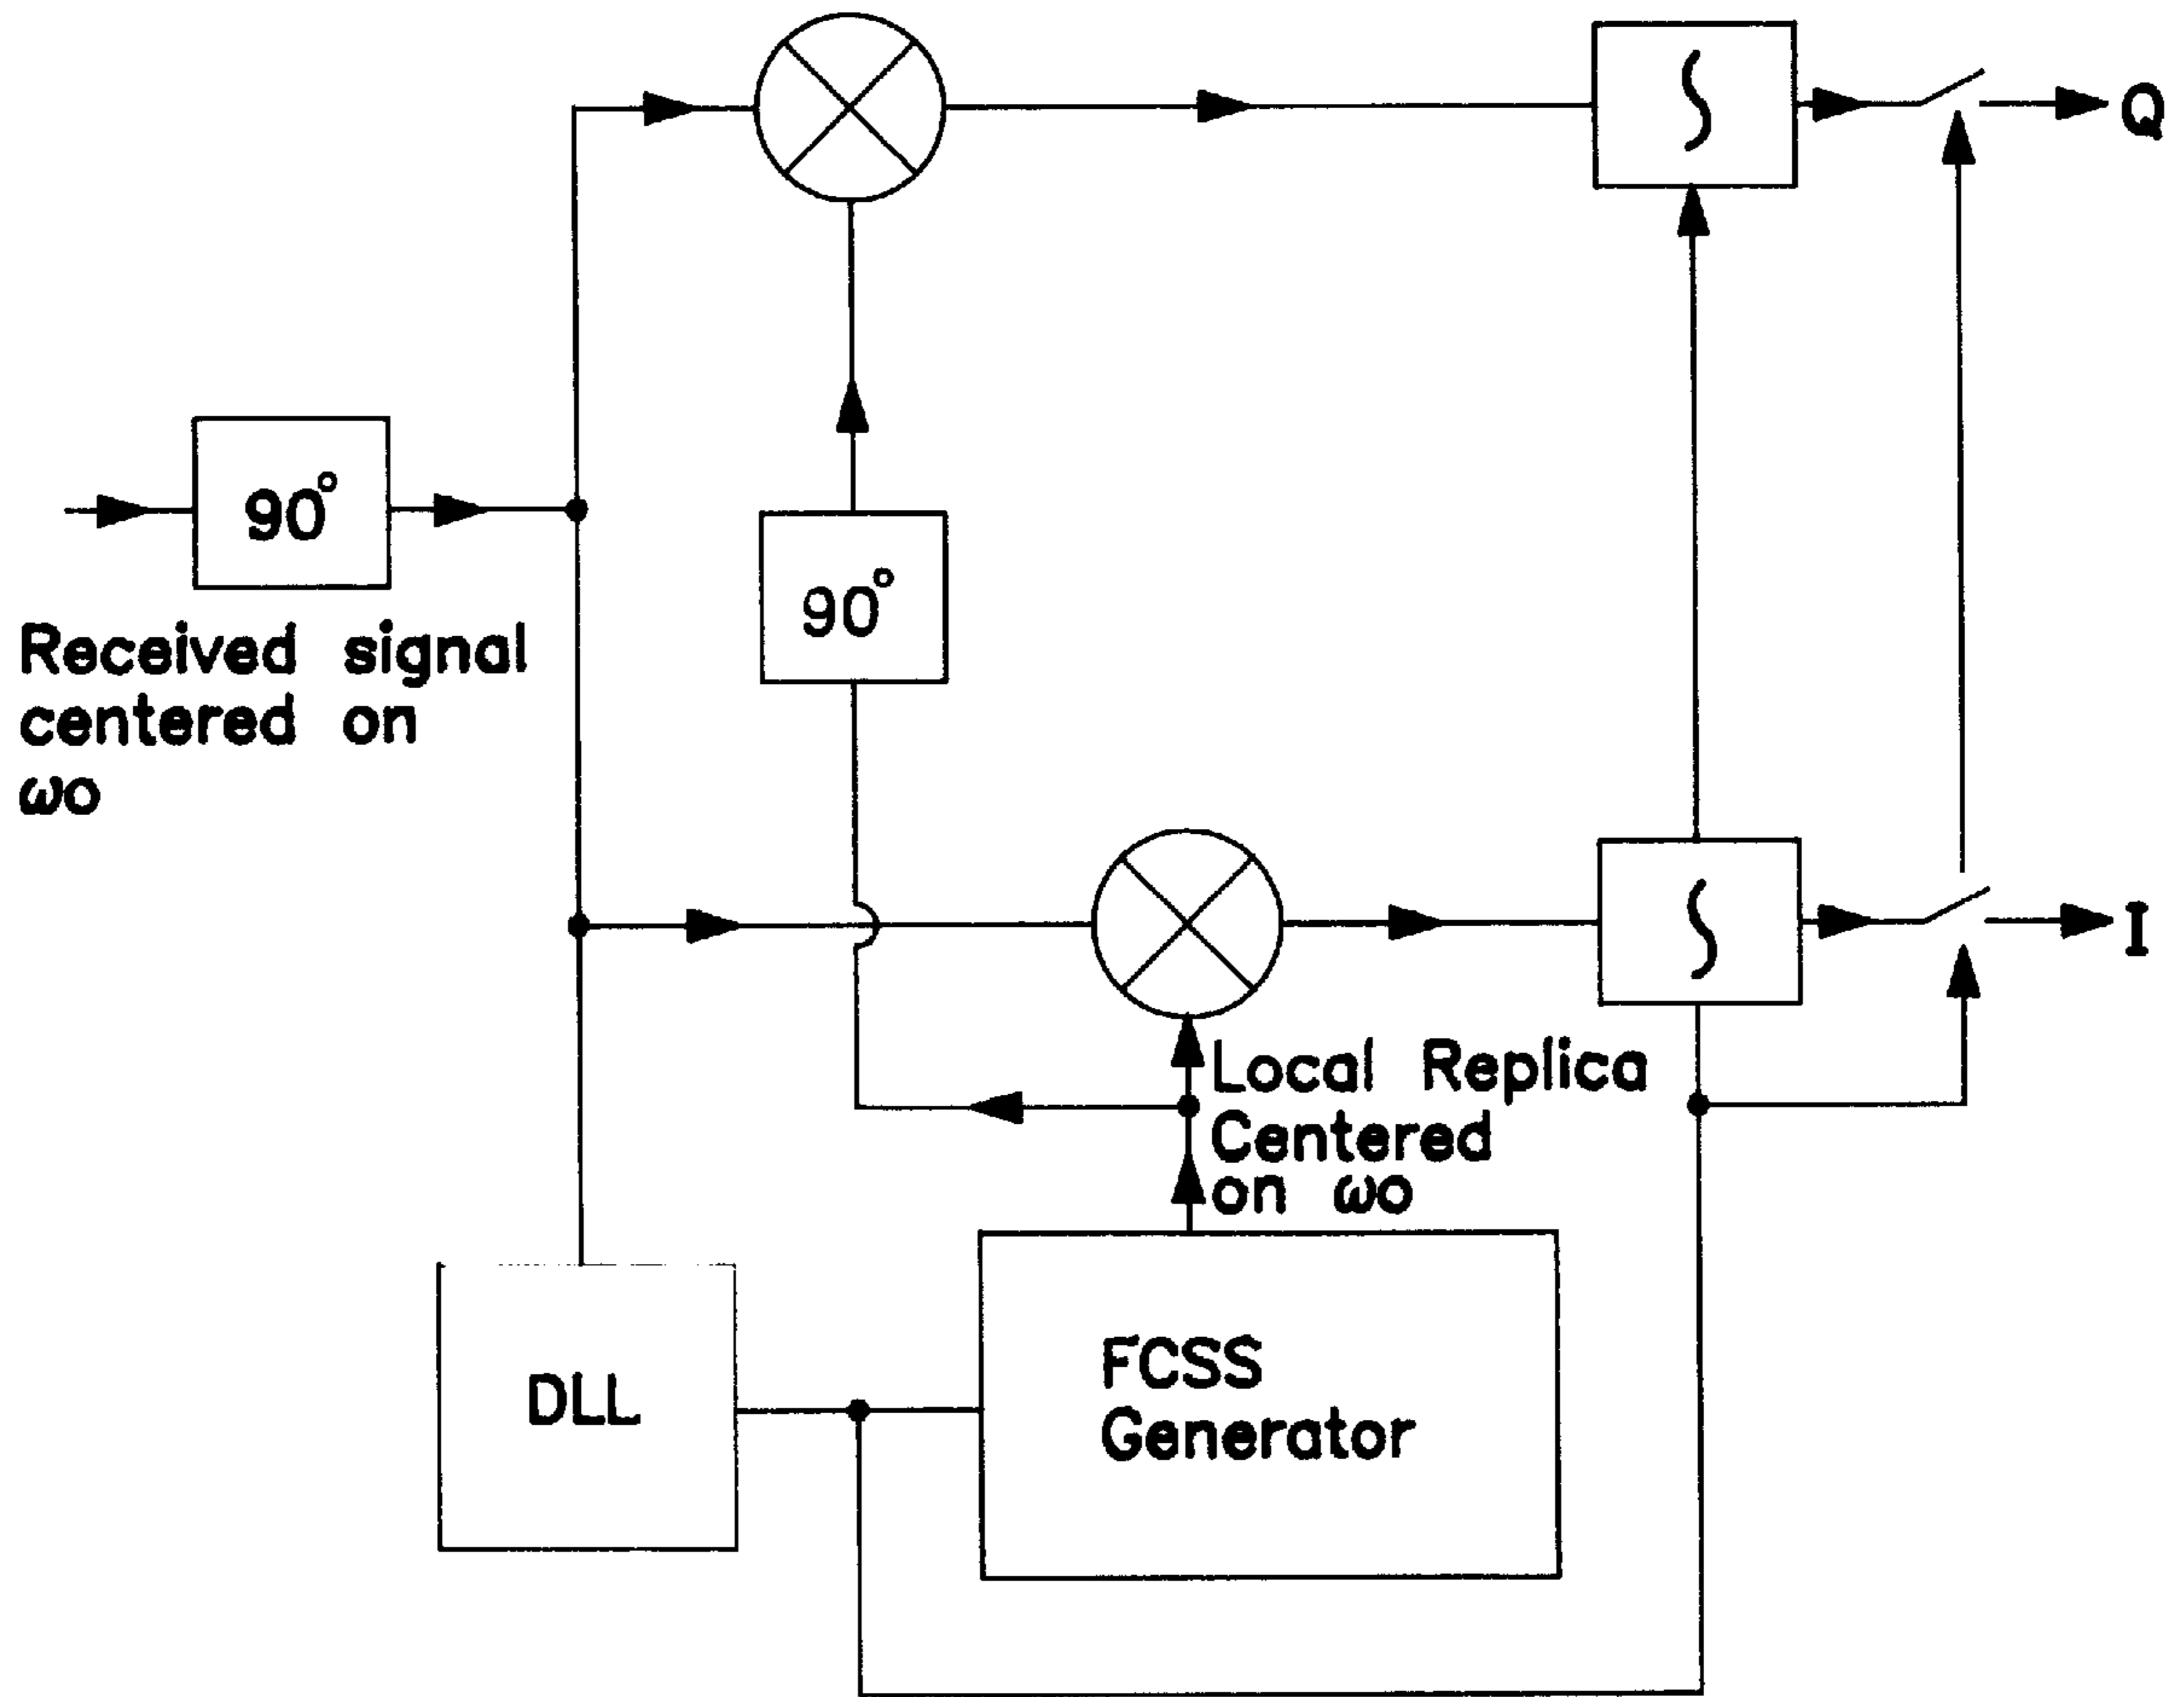 Q
90°
90°
Received signal
centered on
ωo
I
Local Replica
Centered
on ωo
FCSS
Generator
DLL